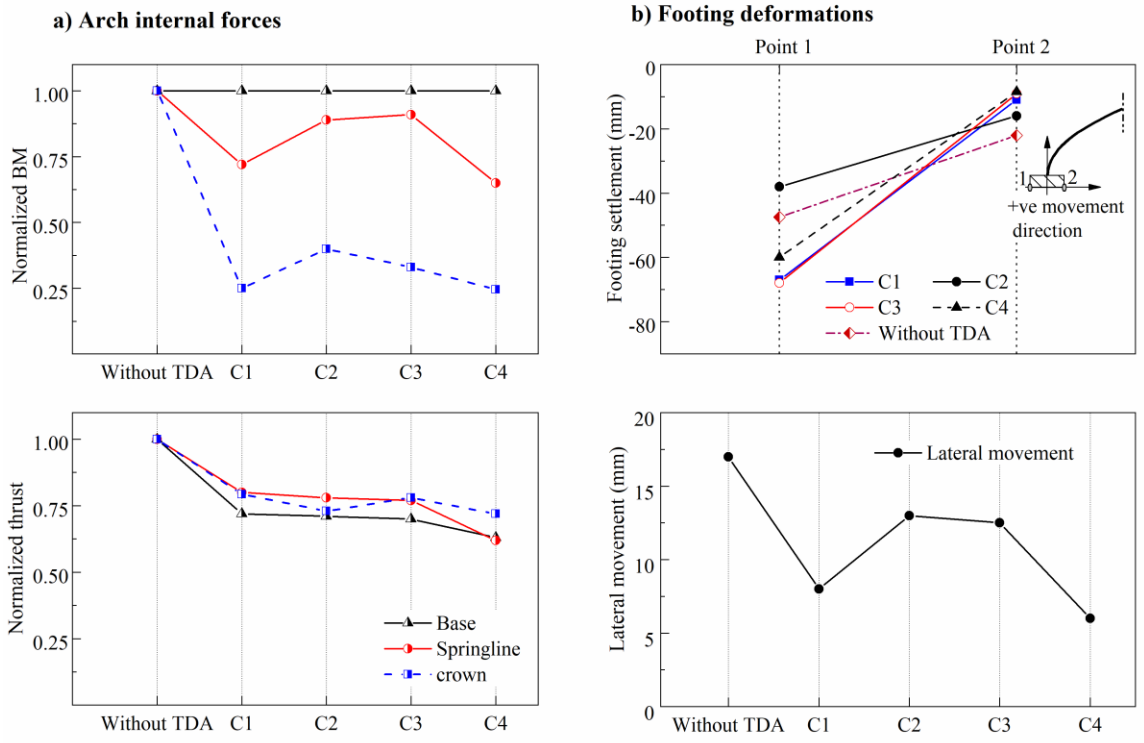 a) Arch internal forces
1.00
0.75
0.50
0.25
Normalized BM
Without TDA C1 C2 C3 C4
1.00
0.75
0.50
0.25
Normalized thrust
Base
Springline
crown
Without TDA C1 C2 C3 C4
b) Footing deformations
Point 1 Point 2
0
-20
-40
-60
-80
Footing settlement (mm)
1 2
+ve movement
direction
C1 C2
C3 C4
Without TDA
20
15
10
5
0
Lateral movement (mm)
Lateral movement
Without TDA C1 C2 C3 C4